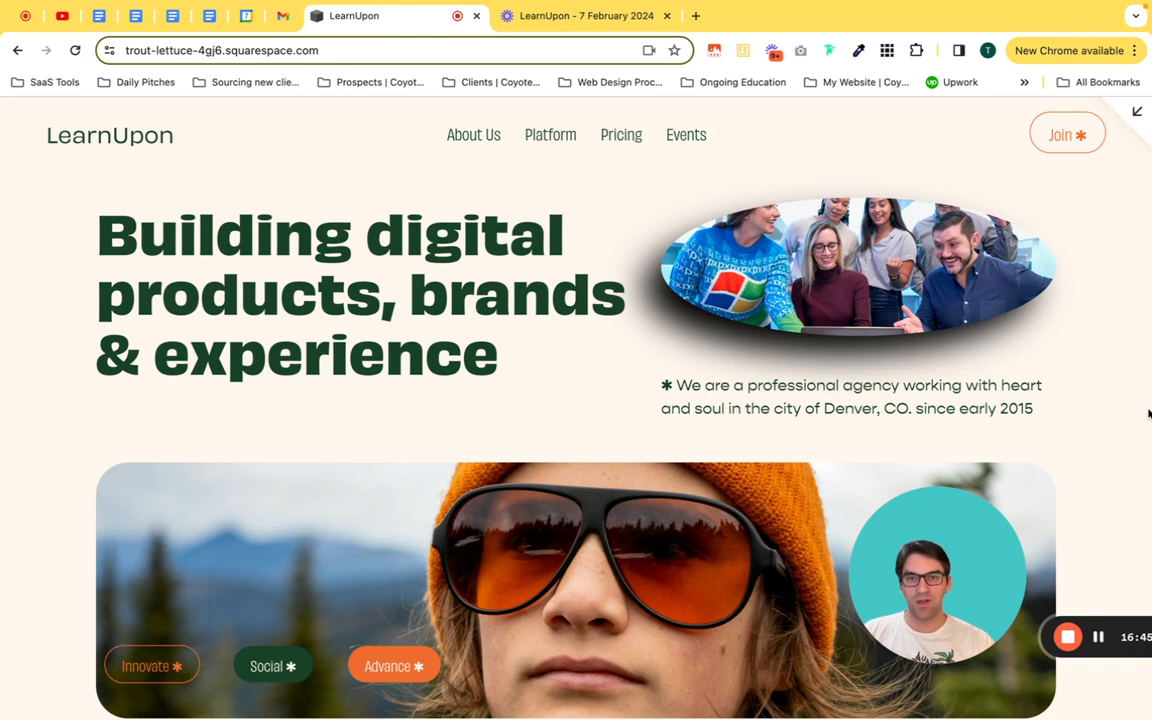 LearnUpon
LearnUpon - 7 February 2024
trout-lettuce-4gj6.squarespace.com
9+
T
New Chrome available
SaaS Tools
Daily Pitches
Sourcing new clie...
Prospects | Coyot...
Clients | Coyote...
Web Design Proc...
Ongoing Education
My Website | Coy...
up Upwork
All Bookmarks
LearnUpon
About Us
Platform
Pricing
Events
Join ✱
Building digital
products, brands
& experience
✱ We are a professional agency working with heart
and soul in the city of Denver, CO. since early 2015
Innovate ✱
Social ✱
Advance ✱
16:45